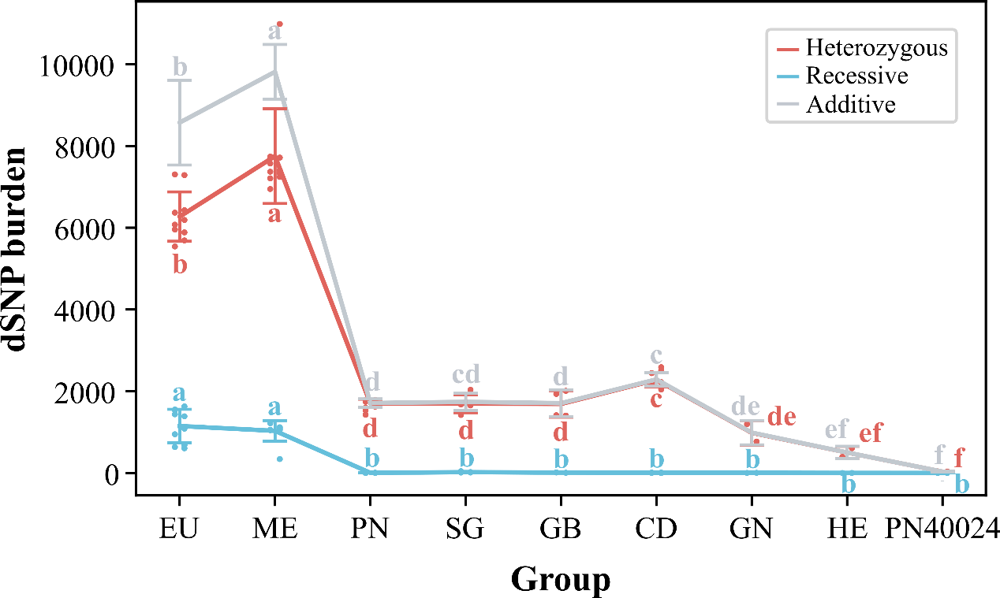 Heterozygous
Recessive
Additive
dSNP burden
10000
8000
6000
4000
2000
0
b a d cd d c de ef f
b a d d d c de ef f
a a b b b b b b b
EU ME PN SG GB CD GN HE PN40024
Group